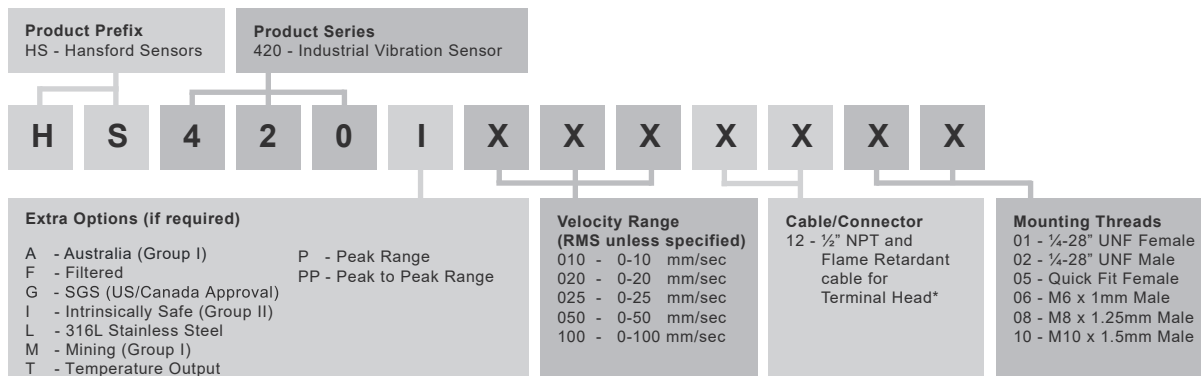 Product Prefix
HS - Hansford Sensors
Product Series
420 - Industrial Vibration Sensor
H S 4 2 0 I X X X X X X X
Extra Options (if required)
A - Australia (Group I)
F - Filtered
G - SGS (US/Canada Approval)
I - Intrinsically Safe (Group II)
L - 316L Stainless Steel
M - Mining (Group I)
T - Temperature Output
P - Peak Range
PP - Peak to Peak Range
Velocity Range
(RMS unless specified)
010 - 0-10 mm/sec
020 - 0-20 mm/sec
025 - 0-25 mm/sec
050 - 0-50 mm/sec
100 - 0-100 mm/sec
Cable/Connector
12 - ½” NPT and
Flame Retardant
cable for
Terminal Head*
Mounting Threads
01 - ¼-28” UNF Female
02 - ¼-28” UNF Male
05 - Quick Fit Female
06 - M6 x 1mm Male
08 - M8 x 1.25mm Male
10 - M10 x 1.5mm Male